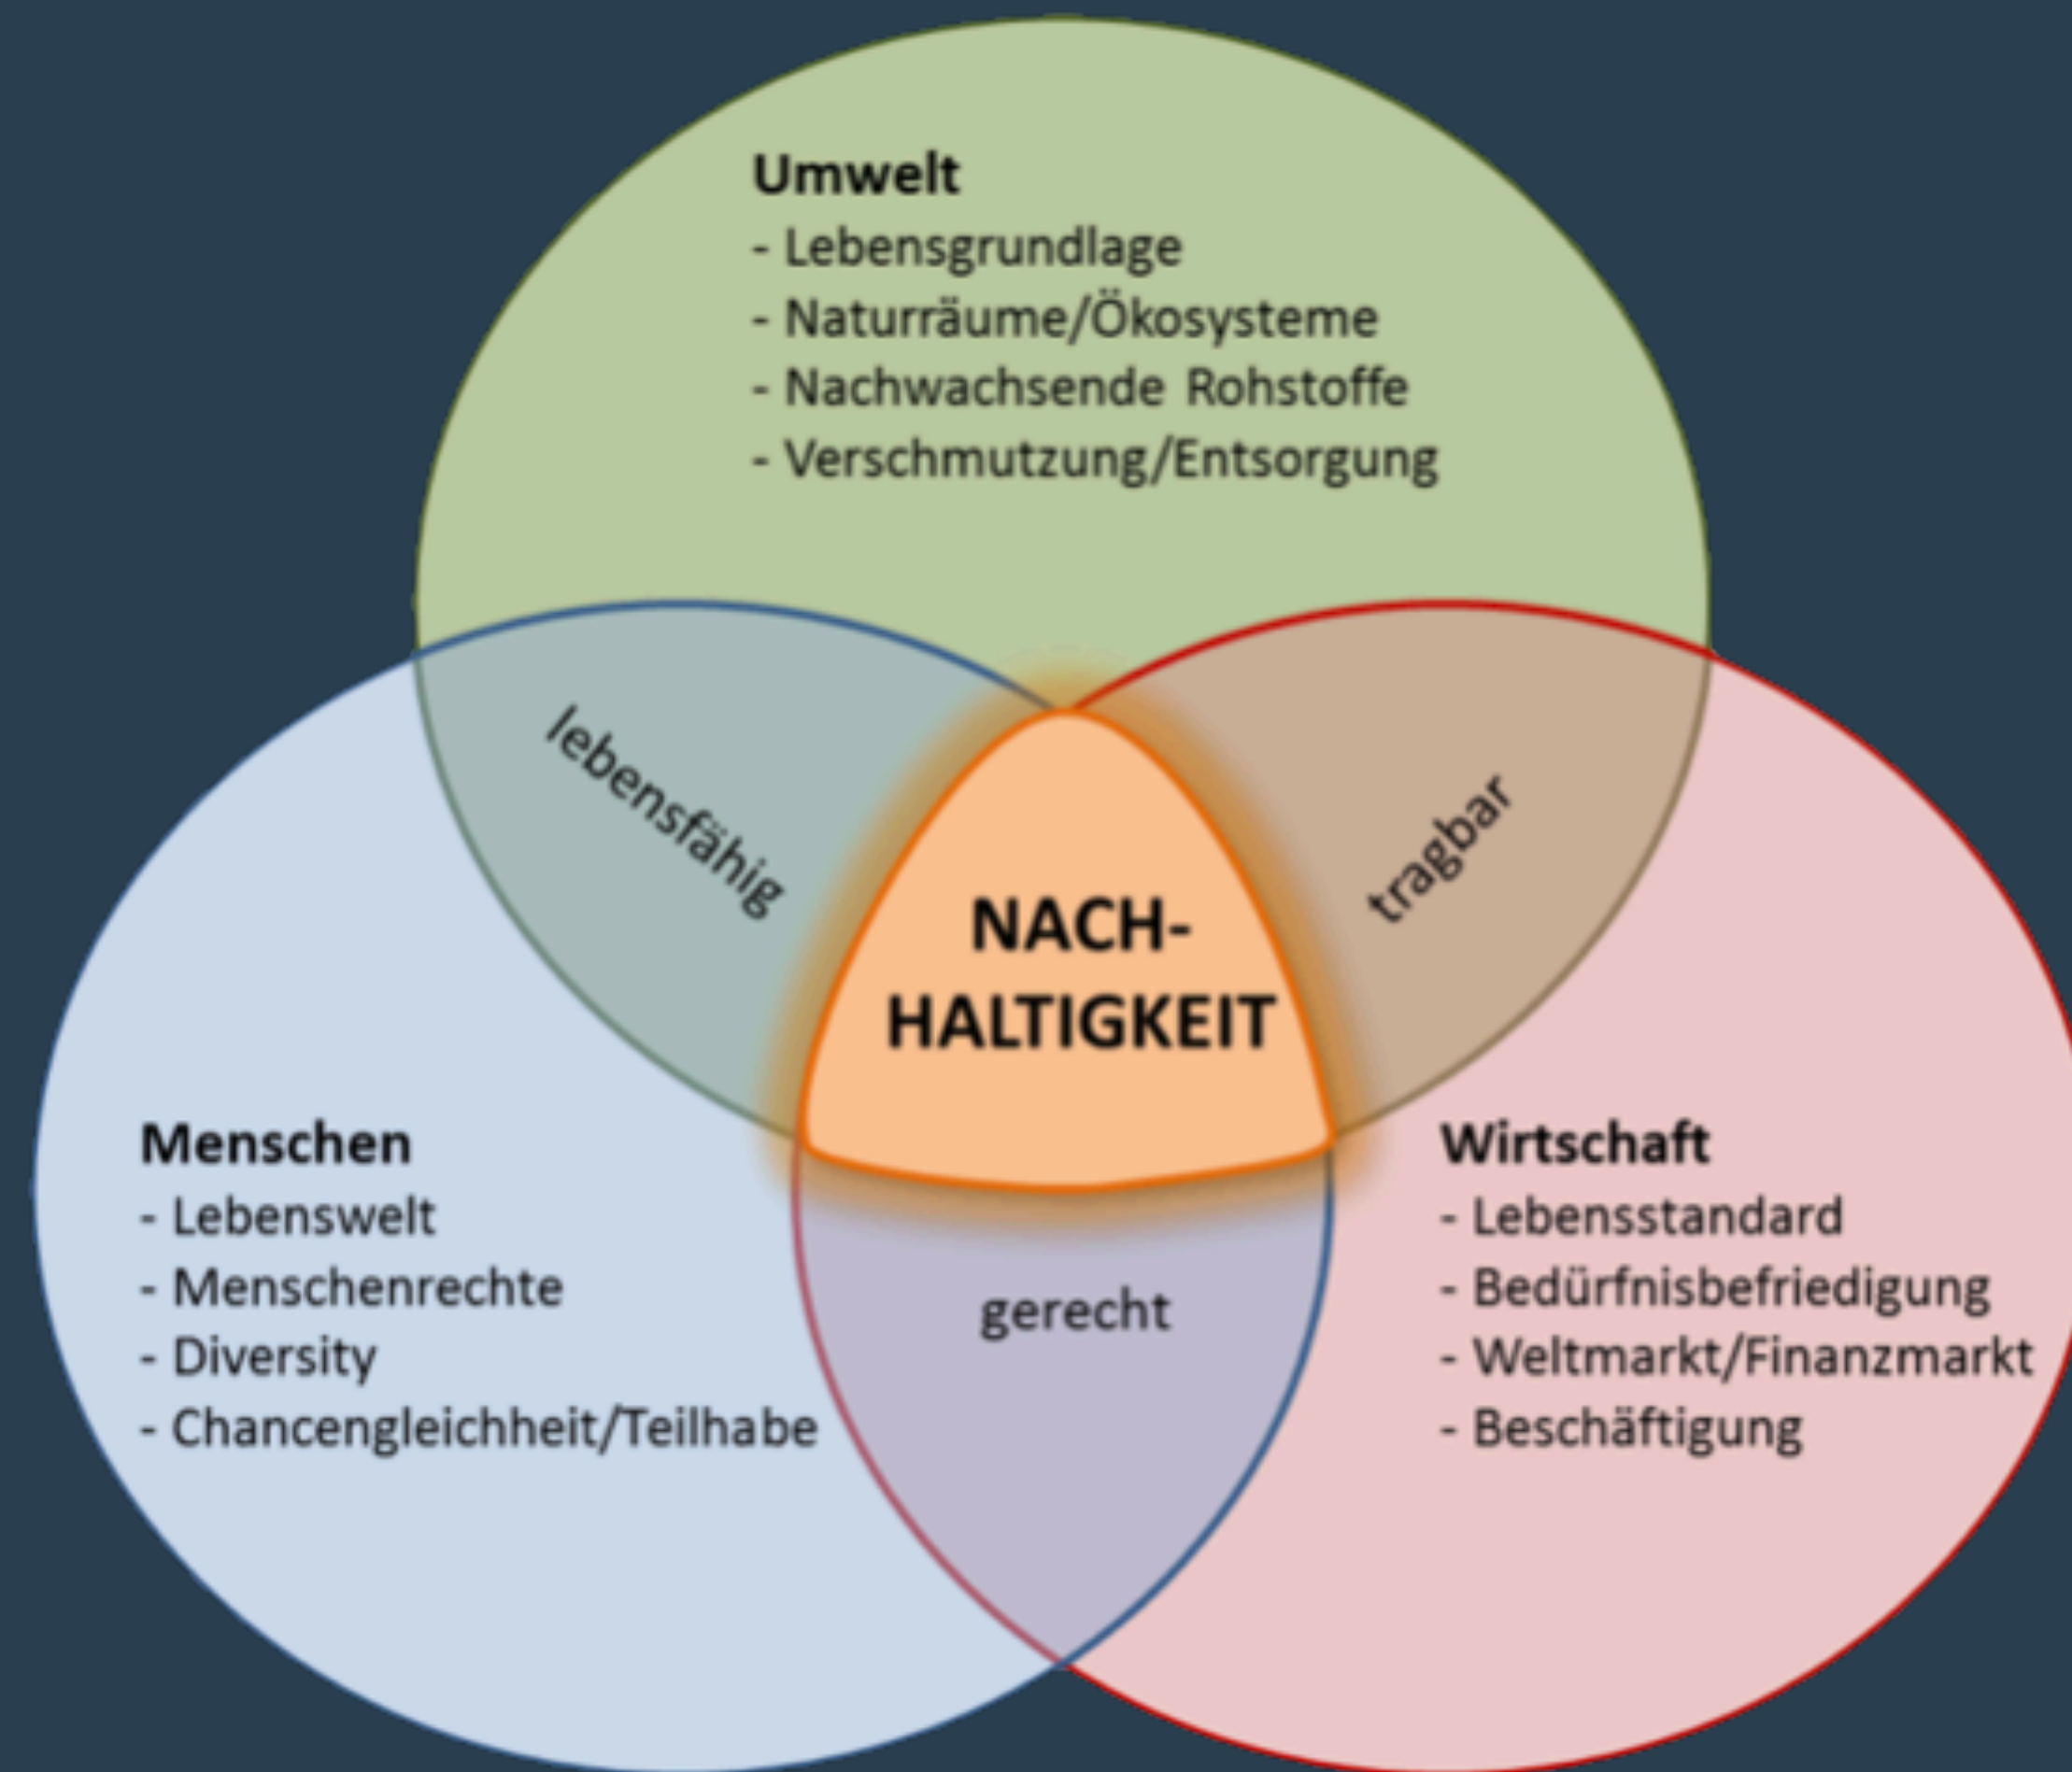 Umwelt
- Lebensgrundlage
- Naturräume/Ökosysteme
- Nachwachsende Rohstoffe
- Verschmutzung/Entsorgung
lebensfähig
tragbar
NACH-
HALTIGKEIT
Menschen
- Lebenswelt
- Menschenrechte
- Diversity
- Chancengleichheit/Teilhabe
gerecht
Wirtschaft
- Lebensstandard
- Bedürfnisbefriedigung
- Weltmarkt/Finanzmarkt
- Beschäftigung